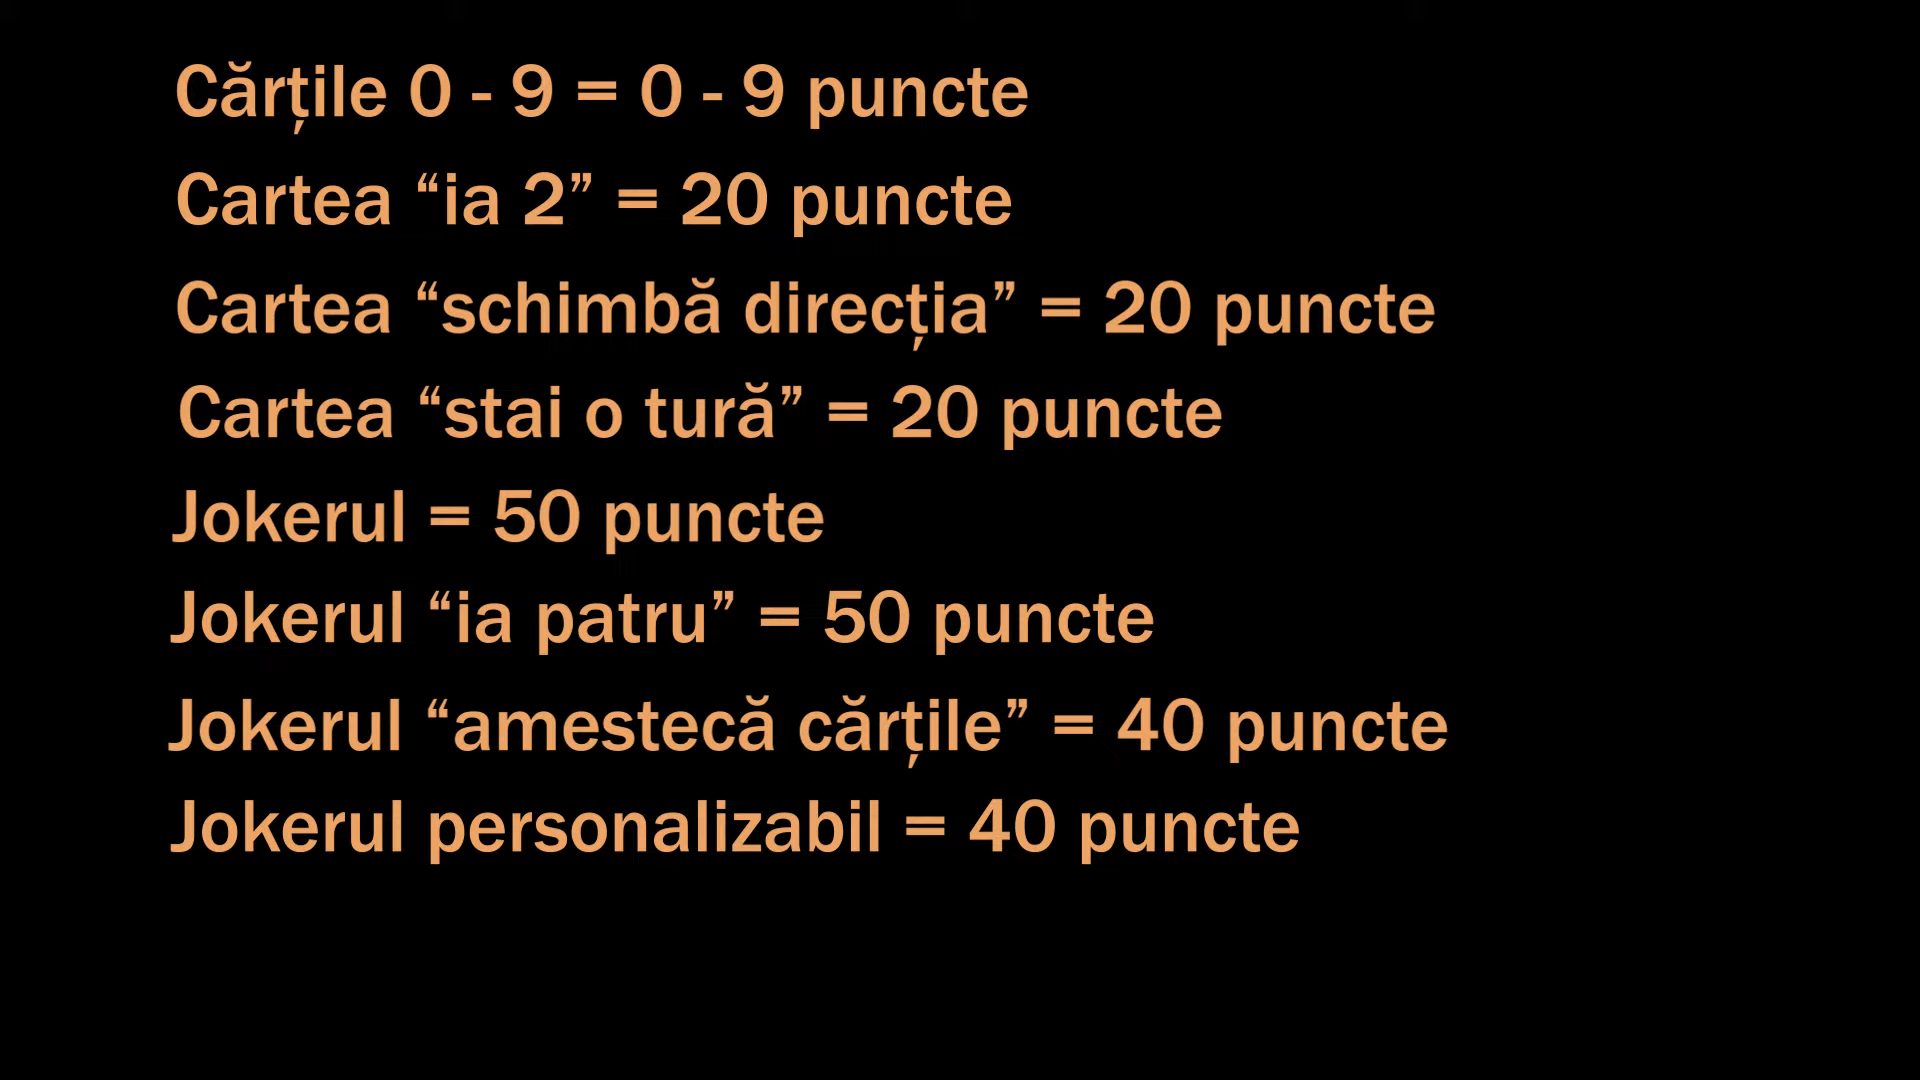 Cărțile 0 - 9 = 0 - 9 puncte
Cartea “ia 2” = 20 puncte
Cartea “schimbă direcția” = 20 puncte
Cartea “stai o tură” = 20 puncte
Jokerul = 50 puncte
Jokerul “ia patru” = 50 puncte
Jokerul “amestecă cărțile” = 40 puncte
Jokerul personalizabil = 40 puncte